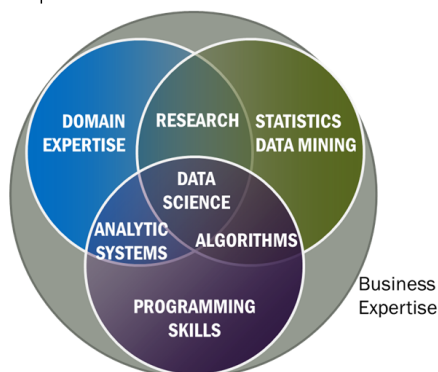 DOMAIN
EXPERTISE
RESEARCH
STATISTICS
DATA MINING
DATA
SCIENCE
ANALYTIC
SYSTEMS
ALGORITHMS
PROGRAMMING
SKILLS
Business
Expertise